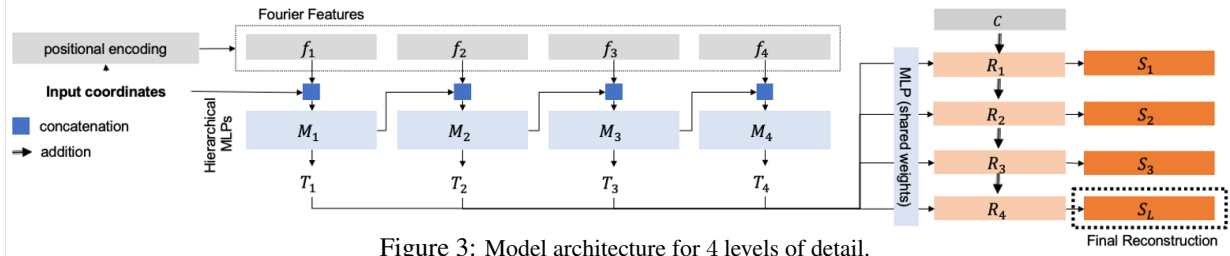 Fourier Features
positional encoding
f₁
f₂
f₃
f₄
Input coordinates
concatenation
addition
Hierarchical
MLPs
M₁
M₂
M₃
M₄
T₁
T₂
T₃
T₄
MLP (shared weights)
C
R₁
S₁
R₂
S₂
R₃
S₃
R₄
S_L
Final Reconstruction
Figure 3: Model architecture for 4 levels of detail.